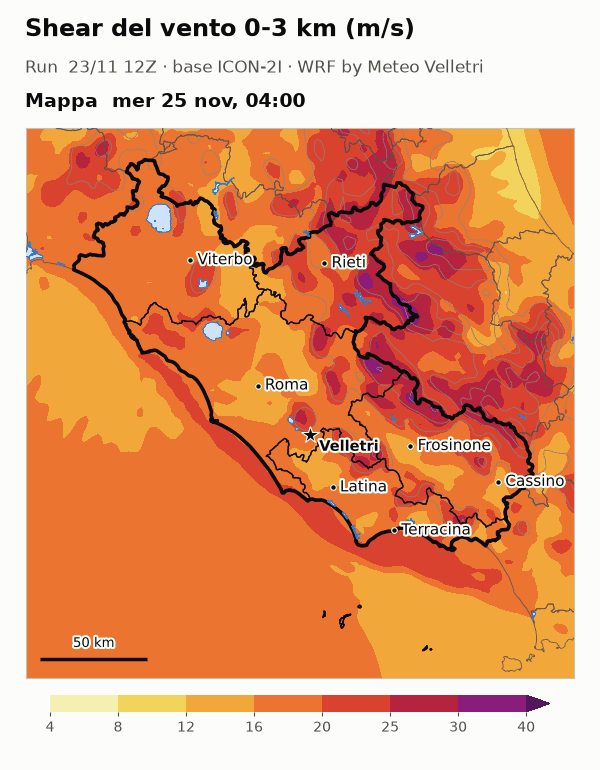 Shear del vento 0-3 km (m/s)
Run  23/11 12Z · base ICON-2I · WRF by Meteo Velletri
Mappa  mer 25 nov, 04:00
Viterbo
Rieti
Roma
Velletri
Frosinone
Latina
Cassino
Terracina
50 km
4 8 12 16 20 25 30 40